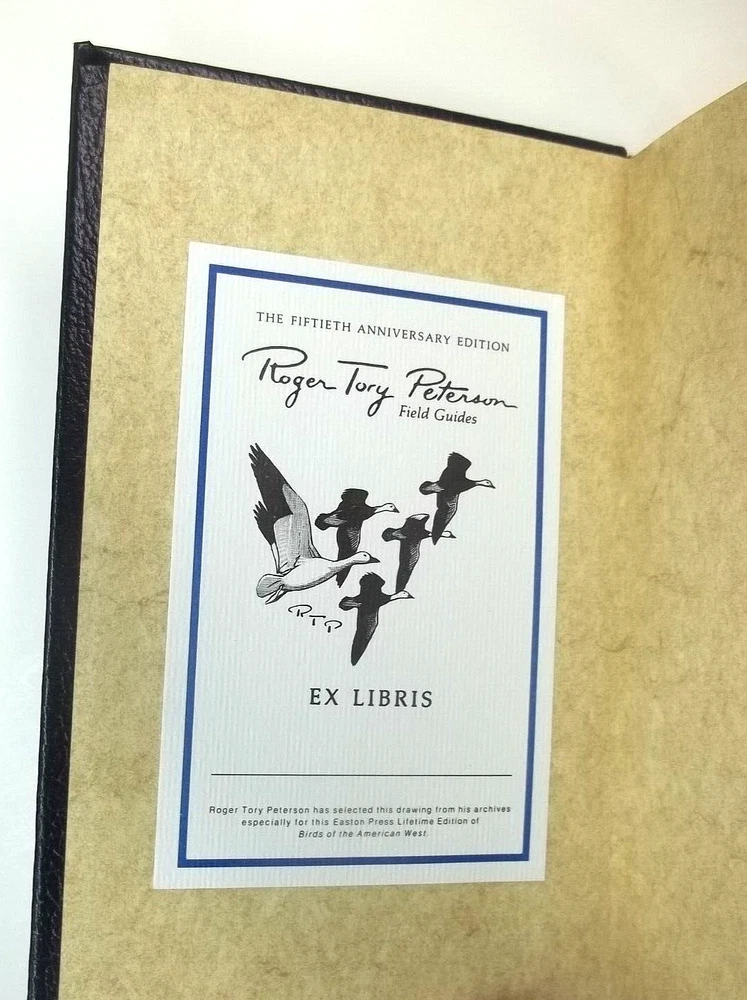 THE FIFTIETH ANNIVERSARY EDITION
Roger Tory Peterson
Field Guides
RTP
EX LIBRIS
Roger Tory Peterson has selected this drawing from his archives
especially for this Easton Press Lifetime Edition of
Birds of the American West.